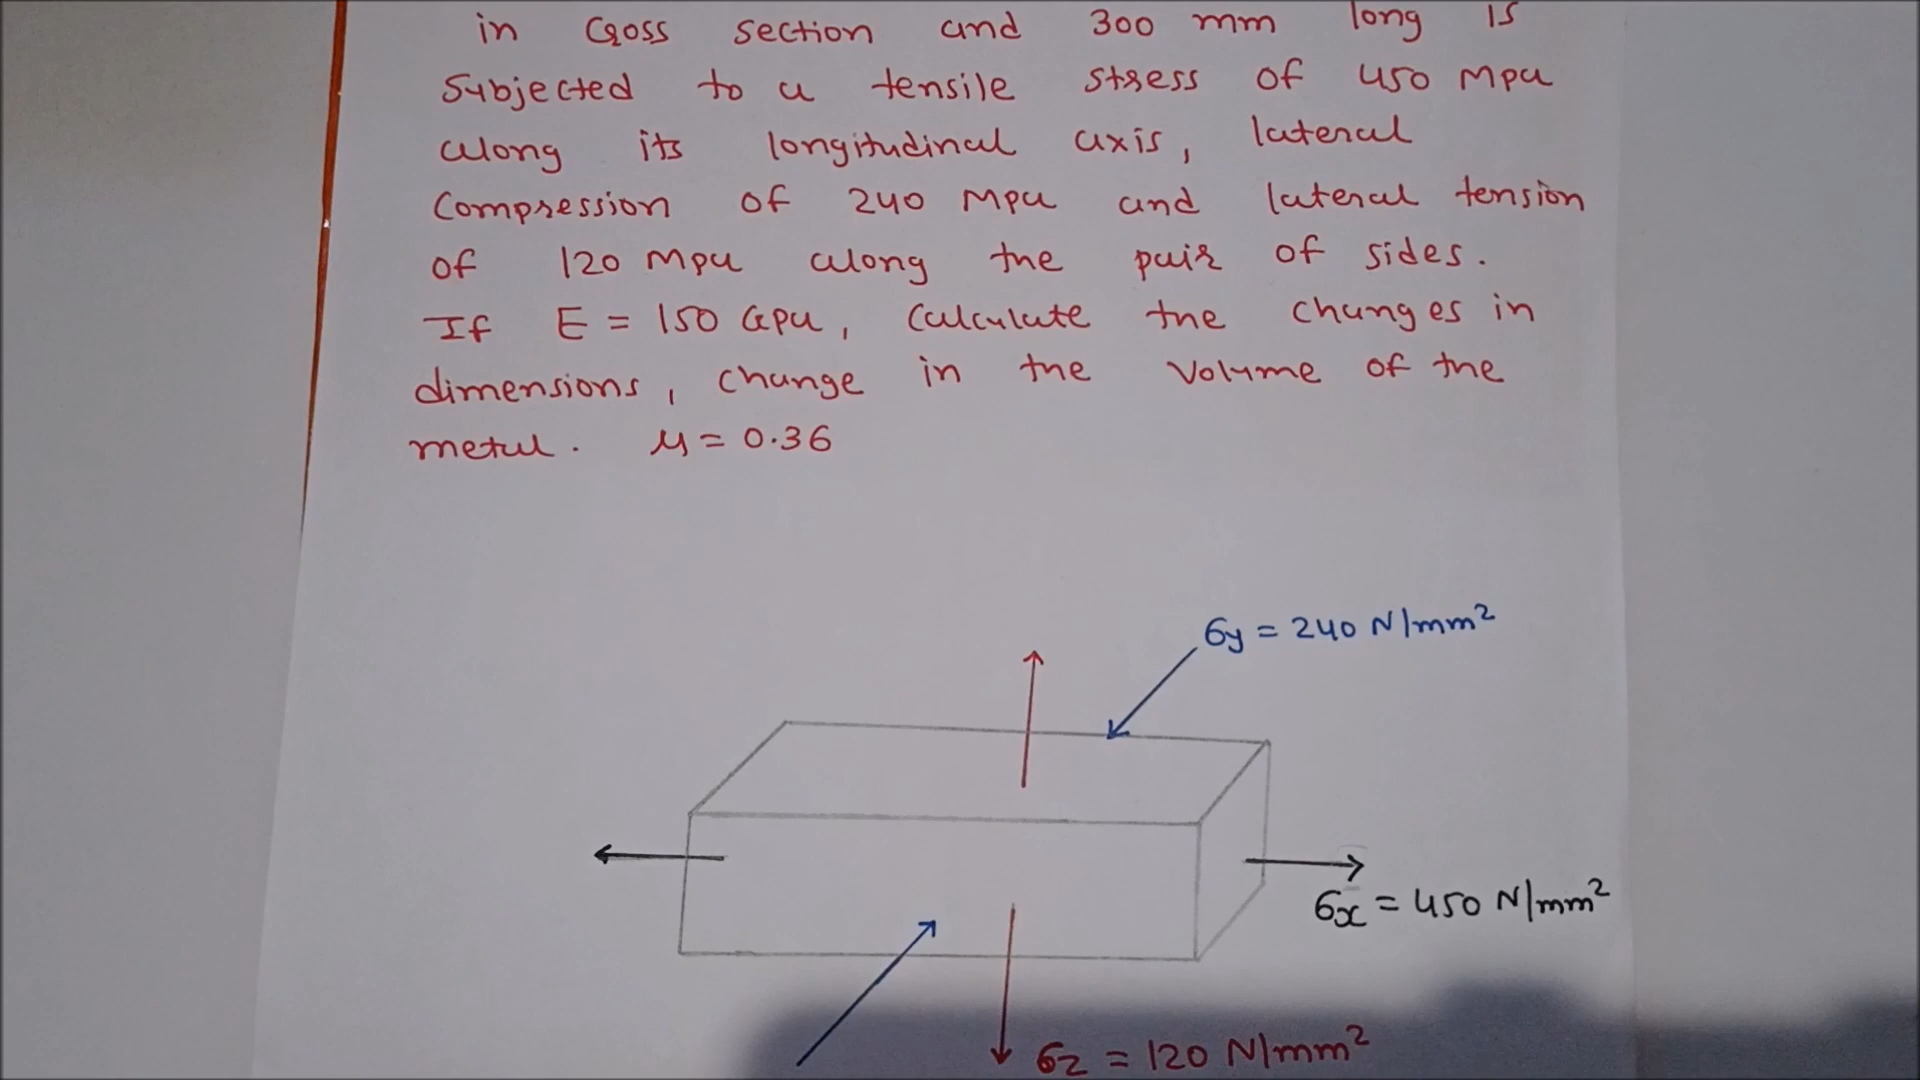 in Cross section and 300 mm long is
Subjected to a tensile stress of 450 Mpa
along its longitudinal axis, lateral
Compression of 240 Mpa and lateral tension
of 120 Mpa along the pair of sides.
If E = 150 Gpa, Calculate the Changes in
dimensions, Change in the Volume of the
metal. μ = 0.36
σy = 240 N/mm²
σx = 450 N/mm²
σz = 120 N/mm²